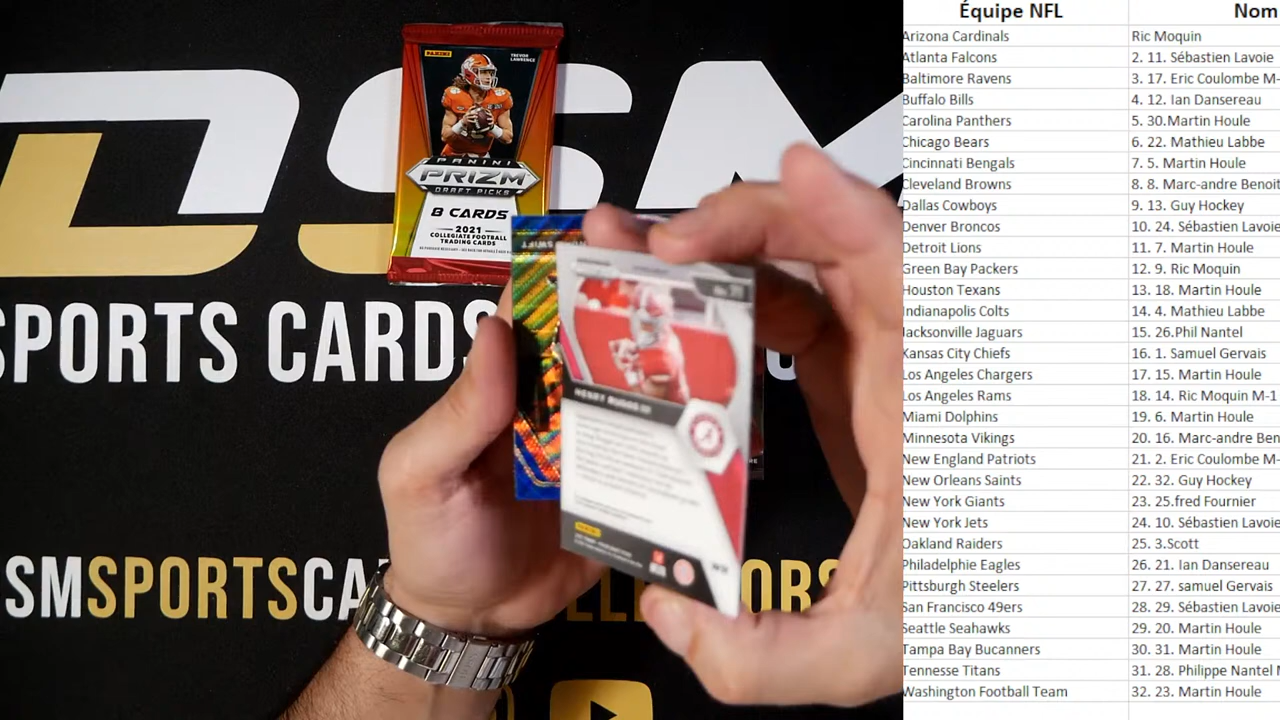 PANINI
TREVOR
LAWRENCE
PANINI
PRIZM
DRAFT PICKS
8 CARDS
2021
COLLEGIATE FOOTBALL
TRADING CARDS
DSM
SPORTS CARDS
SWIFT
HENRY RUGGS III
PANINI
SMSPORTSCA
Équipe NFL Nom
Arizona Cardinals Ric Moquin
Atlanta Falcons 2. 11. Sébastien Lavoie
Baltimore Ravens 3. 17. Eric Coulombe M-
Buffalo Bills 4. 12. Ian Dansereau
Carolina Panthers 5. 30.Martin Houle
Chicago Bears 6. 22. Mathieu Labbe
Cincinnati Bengals 7. 5. Martin Houle
Cleveland Browns 8. 8. Marc-andre Benoit
Dallas Cowboys 9. 13. Guy Hockey
Denver Broncos 10. 24. Sébastien Lavoie
Detroit Lions 11. 7. Martin Houle
Green Bay Packers 12. 9. Ric Moquin
Houston Texans 13. 18. Martin Houle
Indianapolis Colts 14. 4. Mathieu Labbe
Jacksonville Jaguars 15. 26.Phil Nantel
Kansas City Chiefs 16. 1. Samuel Gervais
Los Angeles Chargers 17. 15. Martin Houle
Los Angeles Rams 18. 14. Ric Moquin M-1
Miami Dolphins 19. 6. Martin Houle
Minnesota Vikings 20. 16. Marc-andre Ben
New England Patriots 21. 2. Eric Coulombe M-
New Orleans Saints 22. 32. Guy Hockey
New York Giants 23. 25.fred Fournier
New York Jets 24. 10. Sébastien Lavoie
Oakland Raiders 25. 3.Scott
Philadelphie Eagles 26. 21. Ian Dansereau
Pittsburgh Steelers 27. 27. samuel Gervais
San Francisco 49ers 28. 29. Sébastien Lavoie
Seattle Seahawks 29. 20. Martin Houle
Tampa Bay Bucanners 30. 31. Martin Houle
Tennesse Titans 31. 28. Philippe Nantel M
Washington Football Team 32. 23. Martin Houle